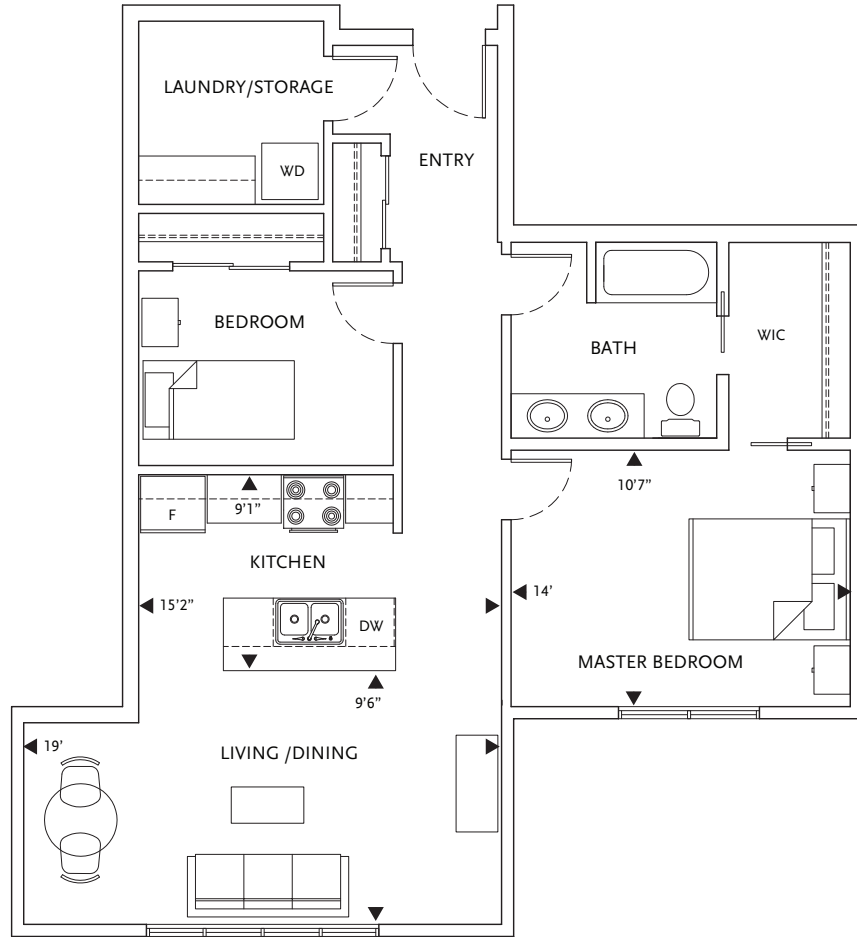 LAUNDRY/STORAGE
WD
ENTRY
BEDROOM
BATH
WIC
F
9'1”
10'7”
KITCHEN
15'2”
14'
DW
MASTER BEDROOM
9'6”
19'
LIVING /DINING